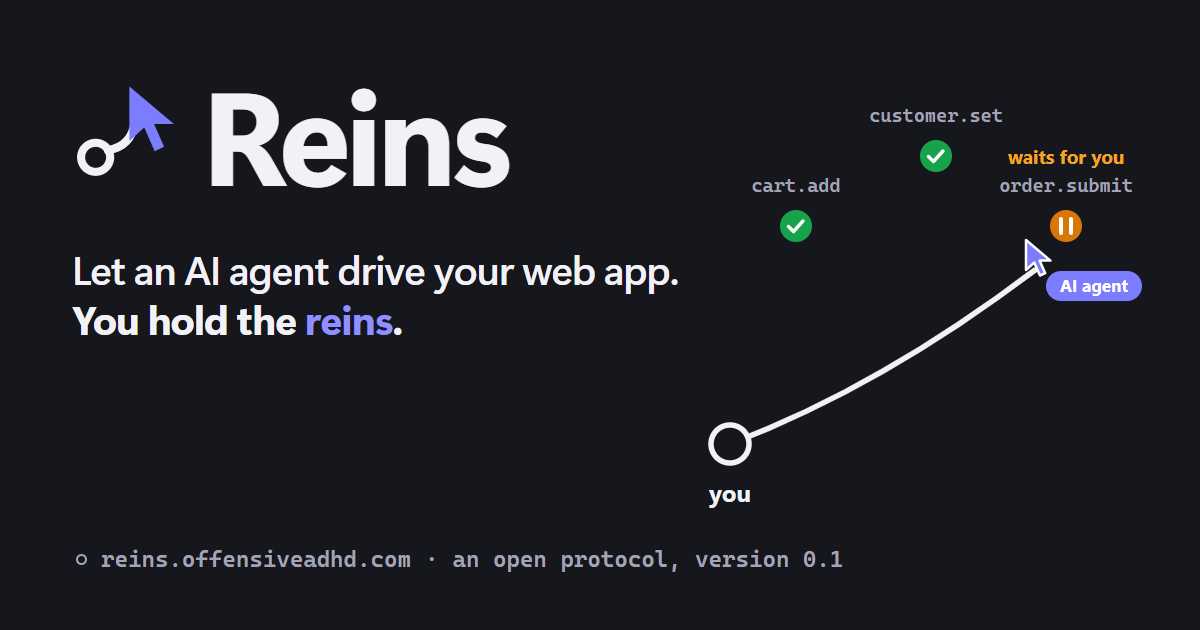 Reins
Let an AI agent drive your web app.
You hold the reins.
customer.set
waits for you
cart.add
order.submit
AI agent
you
reins.offensiveadhd.com · an open protocol, version 0.1